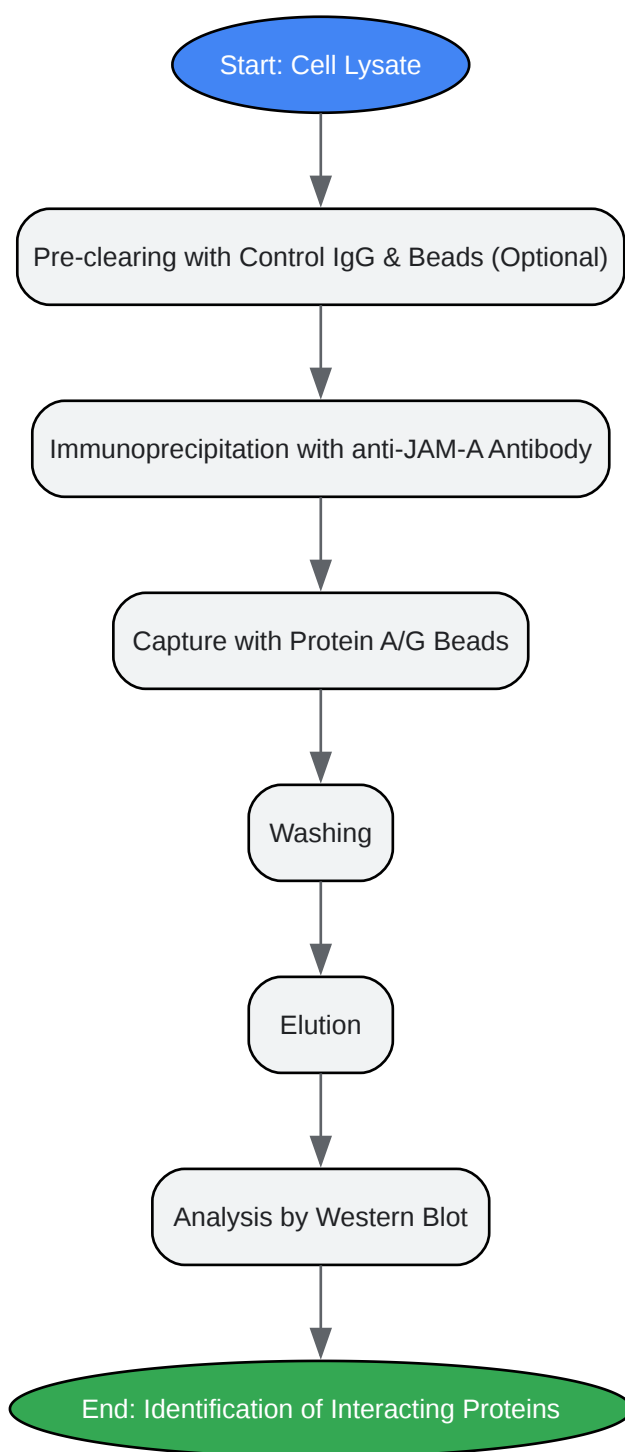 Start: Cell Lysate
Pre-clearing with Control IgG & Beads (Optional)
Immunoprecipitation with anti-JAM-A Antibody
Capture with Protein A/G Beads
Washing
Elution
Analysis by Western Blot
End: Identification of Interacting Proteins